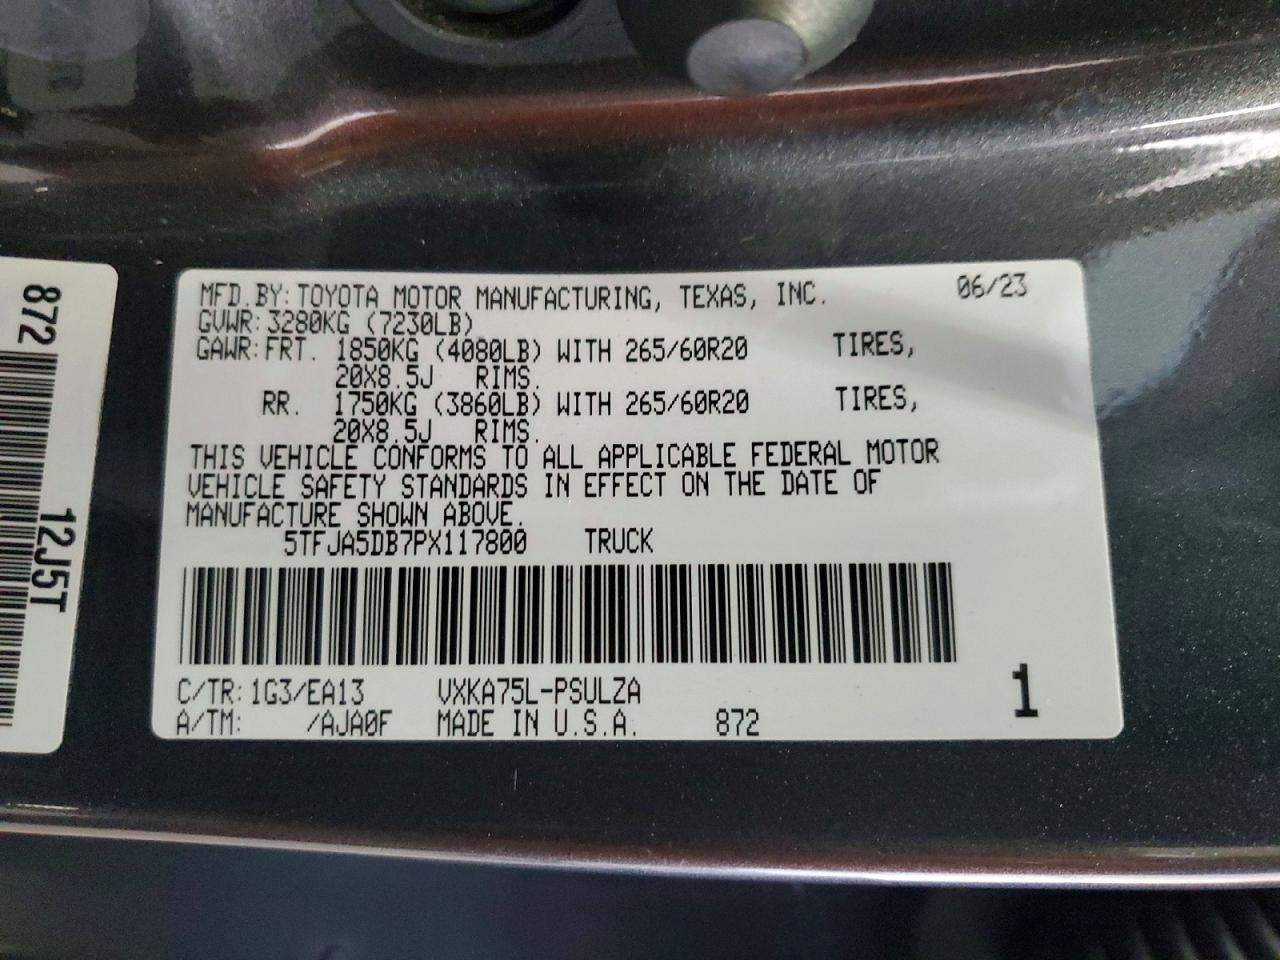 872
12J5T
MFD.BY: TOYOTA MOTOR MANUFACTURING, TEXAS, INC. 06/23
GVWR: 3280KG (7230LB)
GAWR: FRT. 1850KG (4080LB) WITH 265/60R20 TIRES,
20X8.5J RIMS.
RR. 1750KG (3860LB) WITH 265/60R20 TIRES,
20X8.5J RIMS.
THIS VEHICLE CONFORMS TO ALL APPLICABLE FEDERAL MOTOR
VEHICLE SAFETY STANDARDS IN EFFECT ON THE DATE OF
MANUFACTURE SHOWN ABOVE.
5TFJA5DB7PX117800 TRUCK
C/TR: 1G3/EA13 VXKA75L-PSULZA
A/TM: /AJA0F MADE IN U.S.A. 872
1